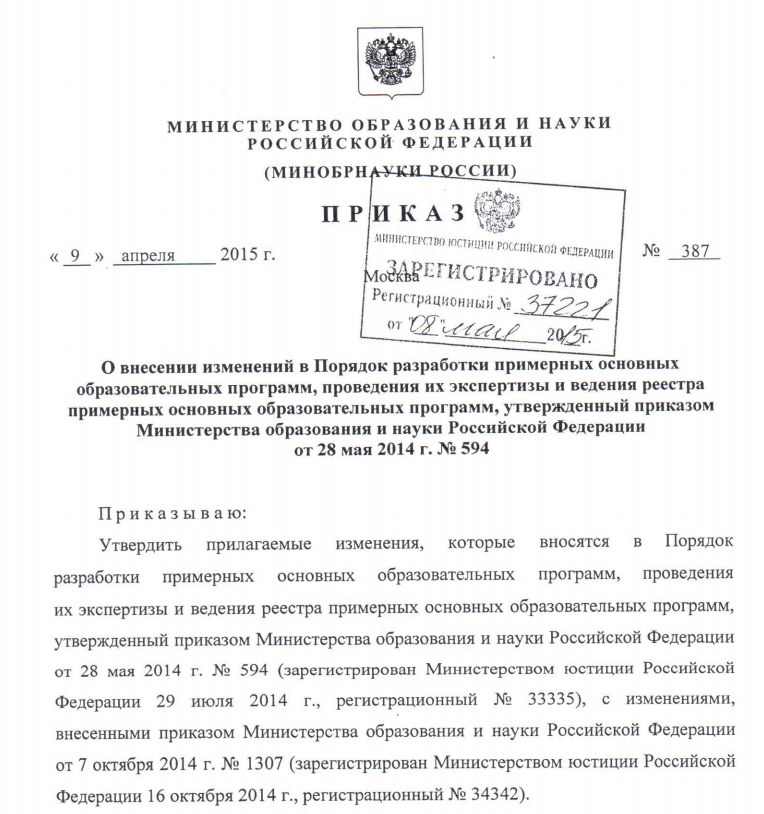 МИНИСТЕРСТВО ОБРАЗОВАНИЯ И НАУКИ
РОССИЙСКОЙ ФЕДЕРАЦИИ
(МИНОБРНАУКИ РОССИИ)
ПРИКАЗ
« 9 » апреля 2015 г.
№ 387
МИНИСТЕРСТВО ЮСТИЦИИ РОССИЙСКОЙ ФЕДЕРАЦИИ
ЗАРЕГИСТРИРОВАНО
Москва
Регистрационный № 37221
от "08" мая 2015г.
О внесении изменений в Порядок разработки примерных основных
образовательных программ, проведения их экспертизы и ведения реестра
примерных основных образовательных программ, утвержденный приказом
Министерства образования и науки Российской Федерации
от 28 мая 2014 г. № 594
Приказываю:
Утвердить прилагаемые изменения, которые вносятся в Порядок
разработки примерных основных образовательных программ, проведения
их экспертизы и ведения реестра примерных основных образовательных программ,
утвержденный приказом Министерства образования и науки Российской Федерации
от 28 мая 2014 г. № 594 (зарегистрирован Министерством юстиции Российской
Федерации 29 июля 2014 г., регистрационный № 33335), с изменениями,
внесенными приказом Министерства образования и науки Российской Федерации
от 7 октября 2014 г. № 1307 (зарегистрирован Министерством юстиции Российской
Федерации 16 октября 2014 г., регистрационный № 34342).